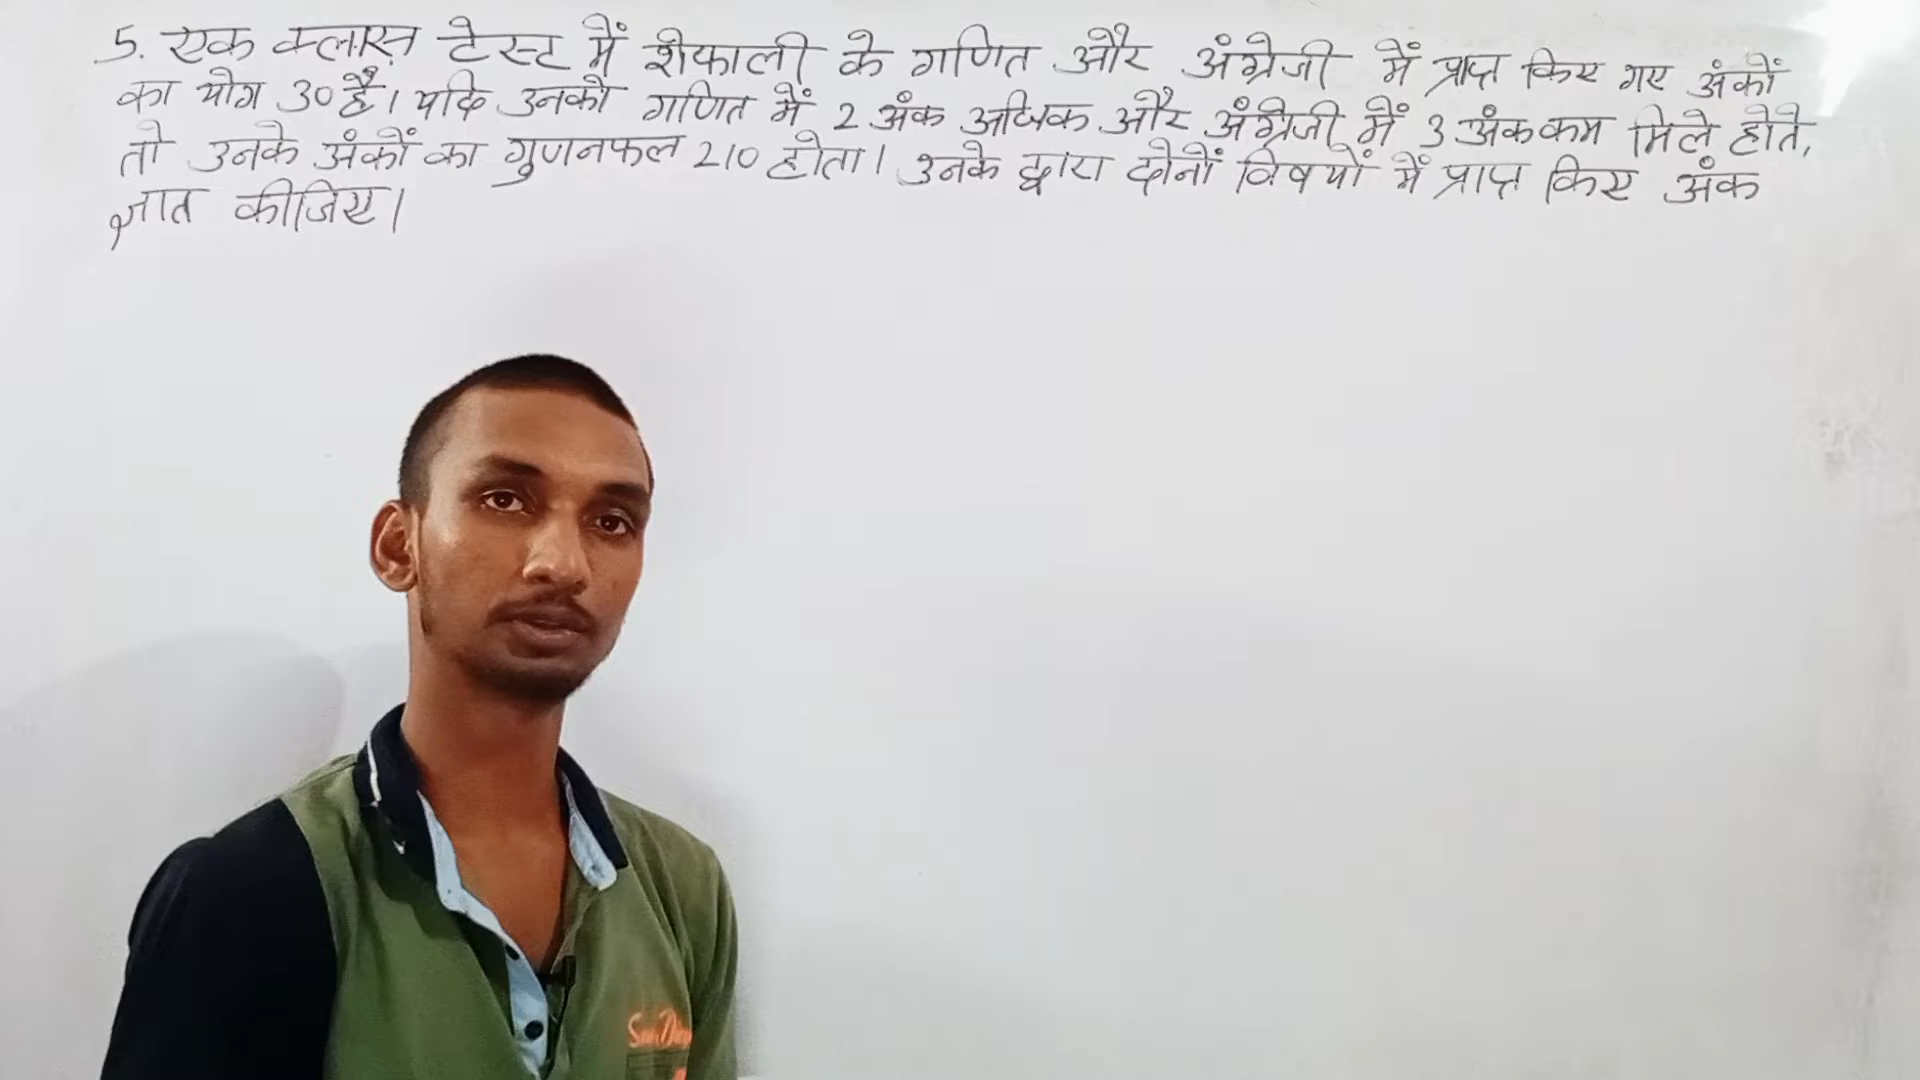 5. एक क्लास टेस्ट में शेफाली के गणित और अंग्रेजी में प्राप्त किए गए अंकों
का योग 30 है। यदि उनको गणित में 2 अंक अधिक और अंग्रेजी में 3 अंक कम मिले होते,
तो उनके अंकों का गुणनफल 210 होता। उनके द्वारा दोनों विषयों में प्राप्त किए अंक
ज्ञात कीजिए।